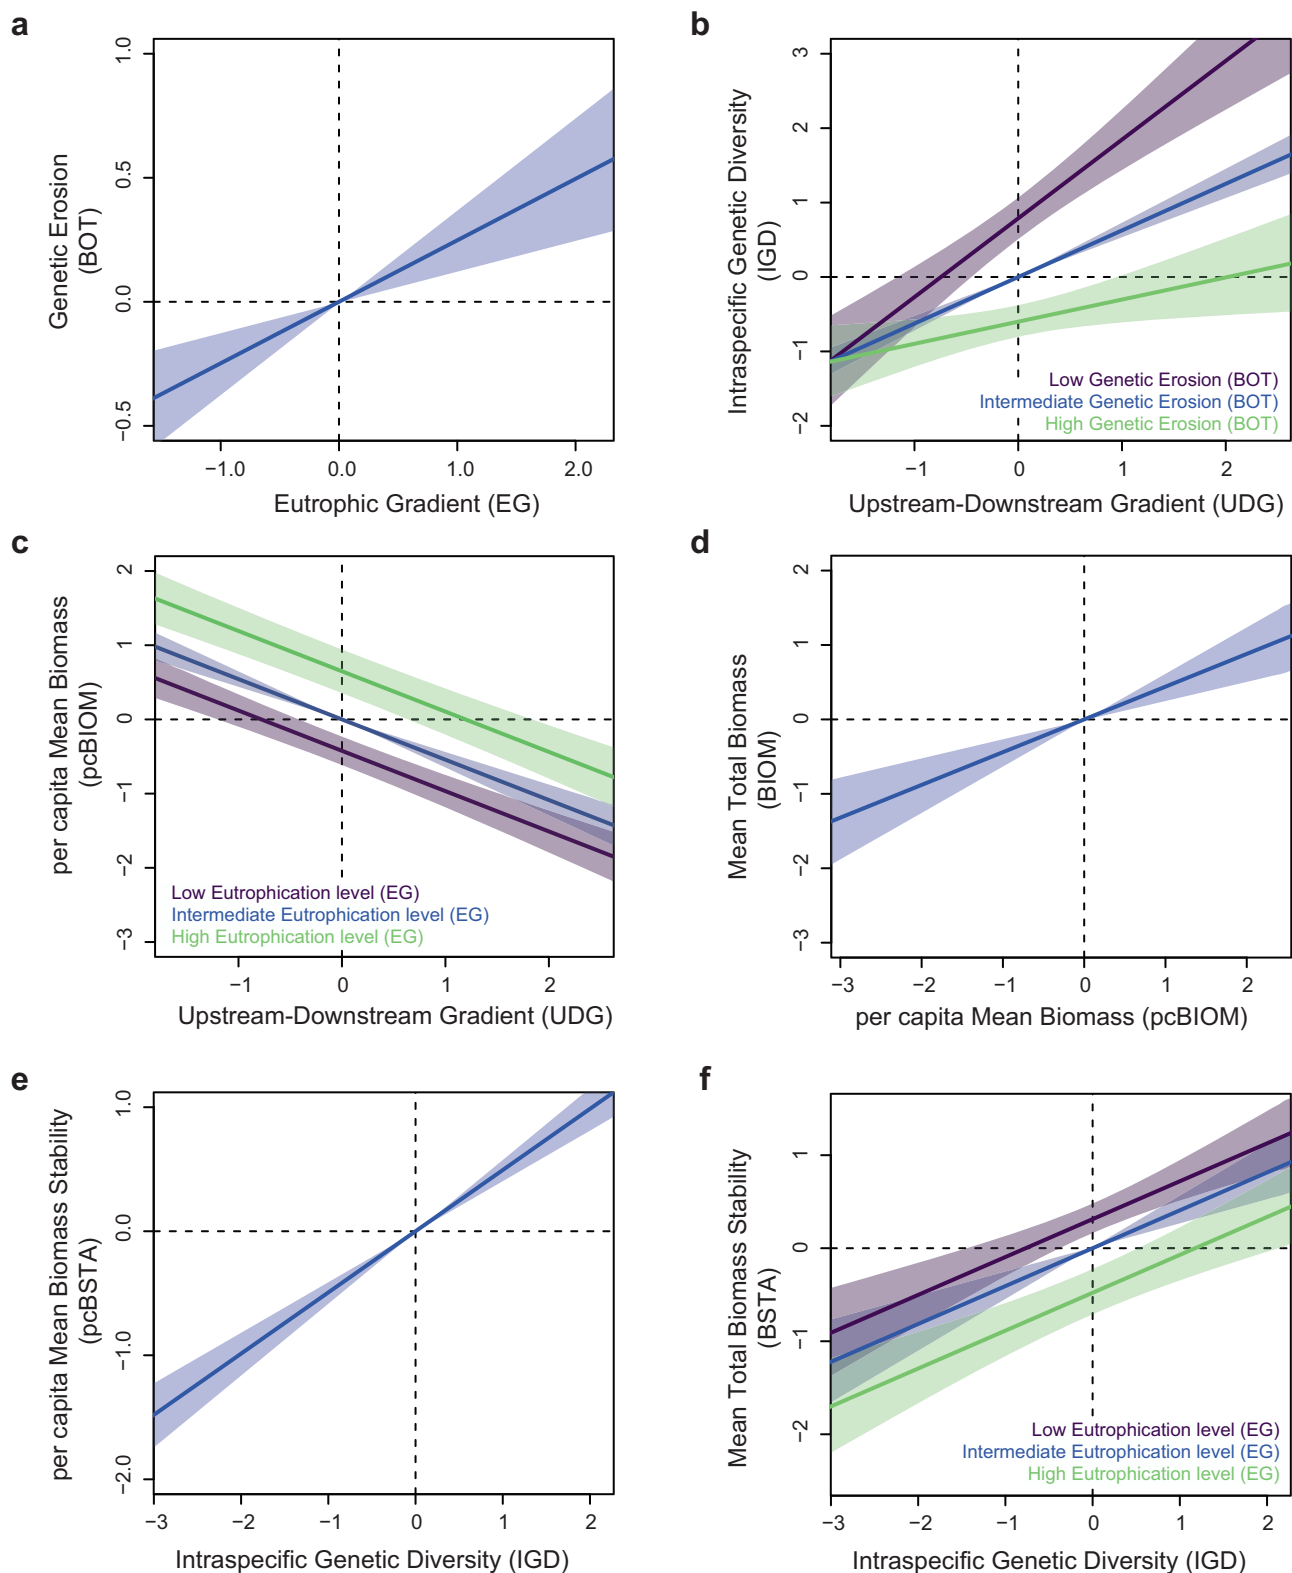 a
1.0
0.5
0.0
−0.5
Genetic Erosion
(BOT)
−1.0
0.0
1.0
2.0
Eutrophic Gradient (EG)
b
3
2
1
0
−1
−2
Intraspecific Genetic Diversity
(IGD)
Low Genetic Erosion (BOT)
Intermediate Genetic Erosion (BOT)
High Genetic Erosion (BOT)
−1
0
1
2
Upstream-Downstream Gradient (UDG)
c
2
1
0
−1
−2
−3
per capita Mean Biomass
(pcBIOM)
Low Eutrophication level (EG)
Intermediate Eutrophication level (EG)
High Eutrophication level (EG)
−1
0
1
2
Upstream-Downstream Gradient (UDG)
d
2
1
0
−1
−2
−3
Mean Total Biomass
(BIOM)
−3
−2
−1
0
1
2
per capita Mean Biomass (pcBIOM)
e
1.0
0.0
−1.0
−2.0
per capita Mean Biomass Stability
(pcBSTA)
−3
−2
−1
0
1
2
Intraspecific Genetic Diversity (IGD)
f
1
0
−1
−2
Mean Total Biomass Stability
(BSTA)
Low Eutrophication level (EG)
Intermediate Eutrophication level (EG)
High Eutrophication level (EG)
−3
−2
−1
0
1
2
Intraspecific Genetic Diversity (IGD)